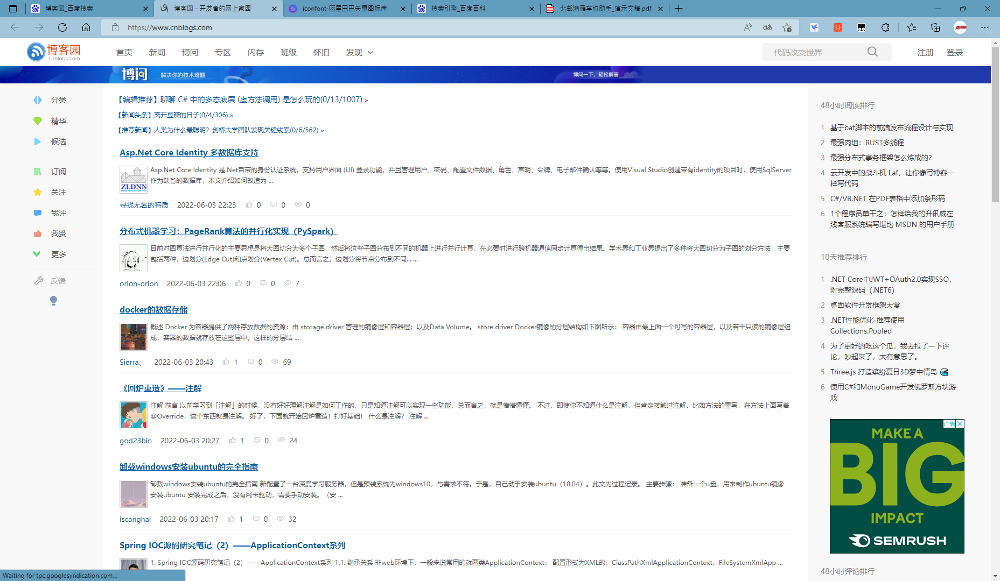 博客园_百度搜索
博客园 - 开发者的网上家园
iconfont-阿里巴巴矢量图标库
搜索引擎_百度百科
北邮鸿雁车协助手_演示文稿.pdf
https://www.cnblogs.com
博客园
cnblogs.com
首页 新闻 博问 专区 闪存 班级 怀旧 发现
代码改变世界
注册 登录
博问 解决你的技术难题 博问一下，轻松解答
分类
精华
候选
订阅
关注
我评
我赞
更多
反馈
【编辑推荐】聊聊 C# 中的多态底层 (虚方法调用) 是怎么玩的(0/13/1007) »
【新闻头条】离开豆瓣的日子(0/4/306) »
【推荐新闻】人类为什么最聪明？剑桥大学团队发现关键线索(0/6/562) »
Asp.Net Core Identity 多数据库支持
ZLDNN
Asp.Net Core Identity 是.Net自带的身份认证系统，支持用户界面 (UI) 登录功能，并且管理用户、密码、配置文件数据、角色、声明、令牌、电子邮件确认等等。使用Visual Studio创建带有identity的项目时，使用SqlServer
作为缺省的数据库，本文介绍如何改造为 ...
寻找无名的特质 2022-06-03 22:23 0 0 0
分布式机器学习：PageRank算法的并行化实现（PySpark）
目前对图算法进行并行化的主要思想是将大图切分为多个子图，然后将这些子图分布到不同的机器上进行并行计算，在必要时进行跨机器通信同步计算得出结果。学术界和工业界提出了多种将大图切分为子图的划分方法，主要
包括两种，边划分(Edge Cut)和点划分(Vertex Cut)。总而言之，边划分将节点分布到不同... ...
orion-orion 2022-06-03 22:06 0 0 7
docker的数据存储
概述 Docker 为容器提供了两种存放数据的资源：由 storage driver 管理的镜像层和容器层；以及Data Volume。 store driver Docker镜像的分层结构如下图所示： 容器由最上面一个可写的容器层，以及若干只读的镜像层组
成，容器的数据就存放在这些层中。这样的分层结 ...
Sierra、 2022-06-03 20:43 1 0 69
《回炉重造》——注解
注解 前言 以前学习到「注解」的时候，没有好好理解注解是如何工作的，只是知道注解可以实现一些功能，总而言之，就是懵懵懂懂。 不过，即使你不知道什么是注解，但肯定接触过注解，比如方法的重写，在方法上面写着
@Override，这个东西就是注解。 好了，下面就开始回炉重造！打好基础！ 什么是注解？ 注解 ...
god23bin 2022-06-03 20:27 1 0 24
卸载windows安装ubuntu的完全指南
卸载windows安装ubuntu的完全指南 新配置了一台深度学习服务器，但是预装系统为windows10，与需求不符。于是，自己动手安装ubuntu（18.04）。此文为过程记录。 主要步骤： 准备一个u盘，用来制作ubuntu镜像
安装ubuntu 安装完成之后，没有网卡驱动，需要手动安装。（安 ...
iscanghai 2022-06-03 20:17 1 0 32
Spring IOC源码研究笔记（2）——ApplicationContext系列
1. Spring IOC源码研究笔记（2）——ApplicationContext系列 1.1. 继承关系 非web环境下，一般来说常用的就两类ApplicationContext： 配置形式为XML的：ClassPathXmlApplicationContext、FileSystemXmlApp ...
48小时阅读排行
1 基于bat脚本的前端发布流程设计与实现
2 最强肉坦：RUST多线程
3 最强分布式事务框架怎么炼成的？
4 云开发中的战斗机 Laf，让你像写博客一
样写代码
5 C#/VB.NET 在PDF表格中添加条形码
6 1个程序员单干之：怎样给我的升讯威在
线客服系统编写堪比 MSDN 的用户手册
10天推荐排行
1 .NET Core中JWT+OAuth2.0实现SSO，
附完整源码（.NET6）
2 桌面软件开发框架大赏
3 .NET性能优化-推荐使用
Collections.Pooled
4 为了更好的吃这个瓜，我去拉了一下评
论，吵起来了，太有意思了。
5 Three.js 打造缤纷夏日3D梦中情岛
6 使用C#和MonoGame开发俄罗斯方块游
戏
广告
MAKE A
BIG
IMPACT
SEMRUSH
48小时评论排行
Waiting for tpc.googlesyndication.com...